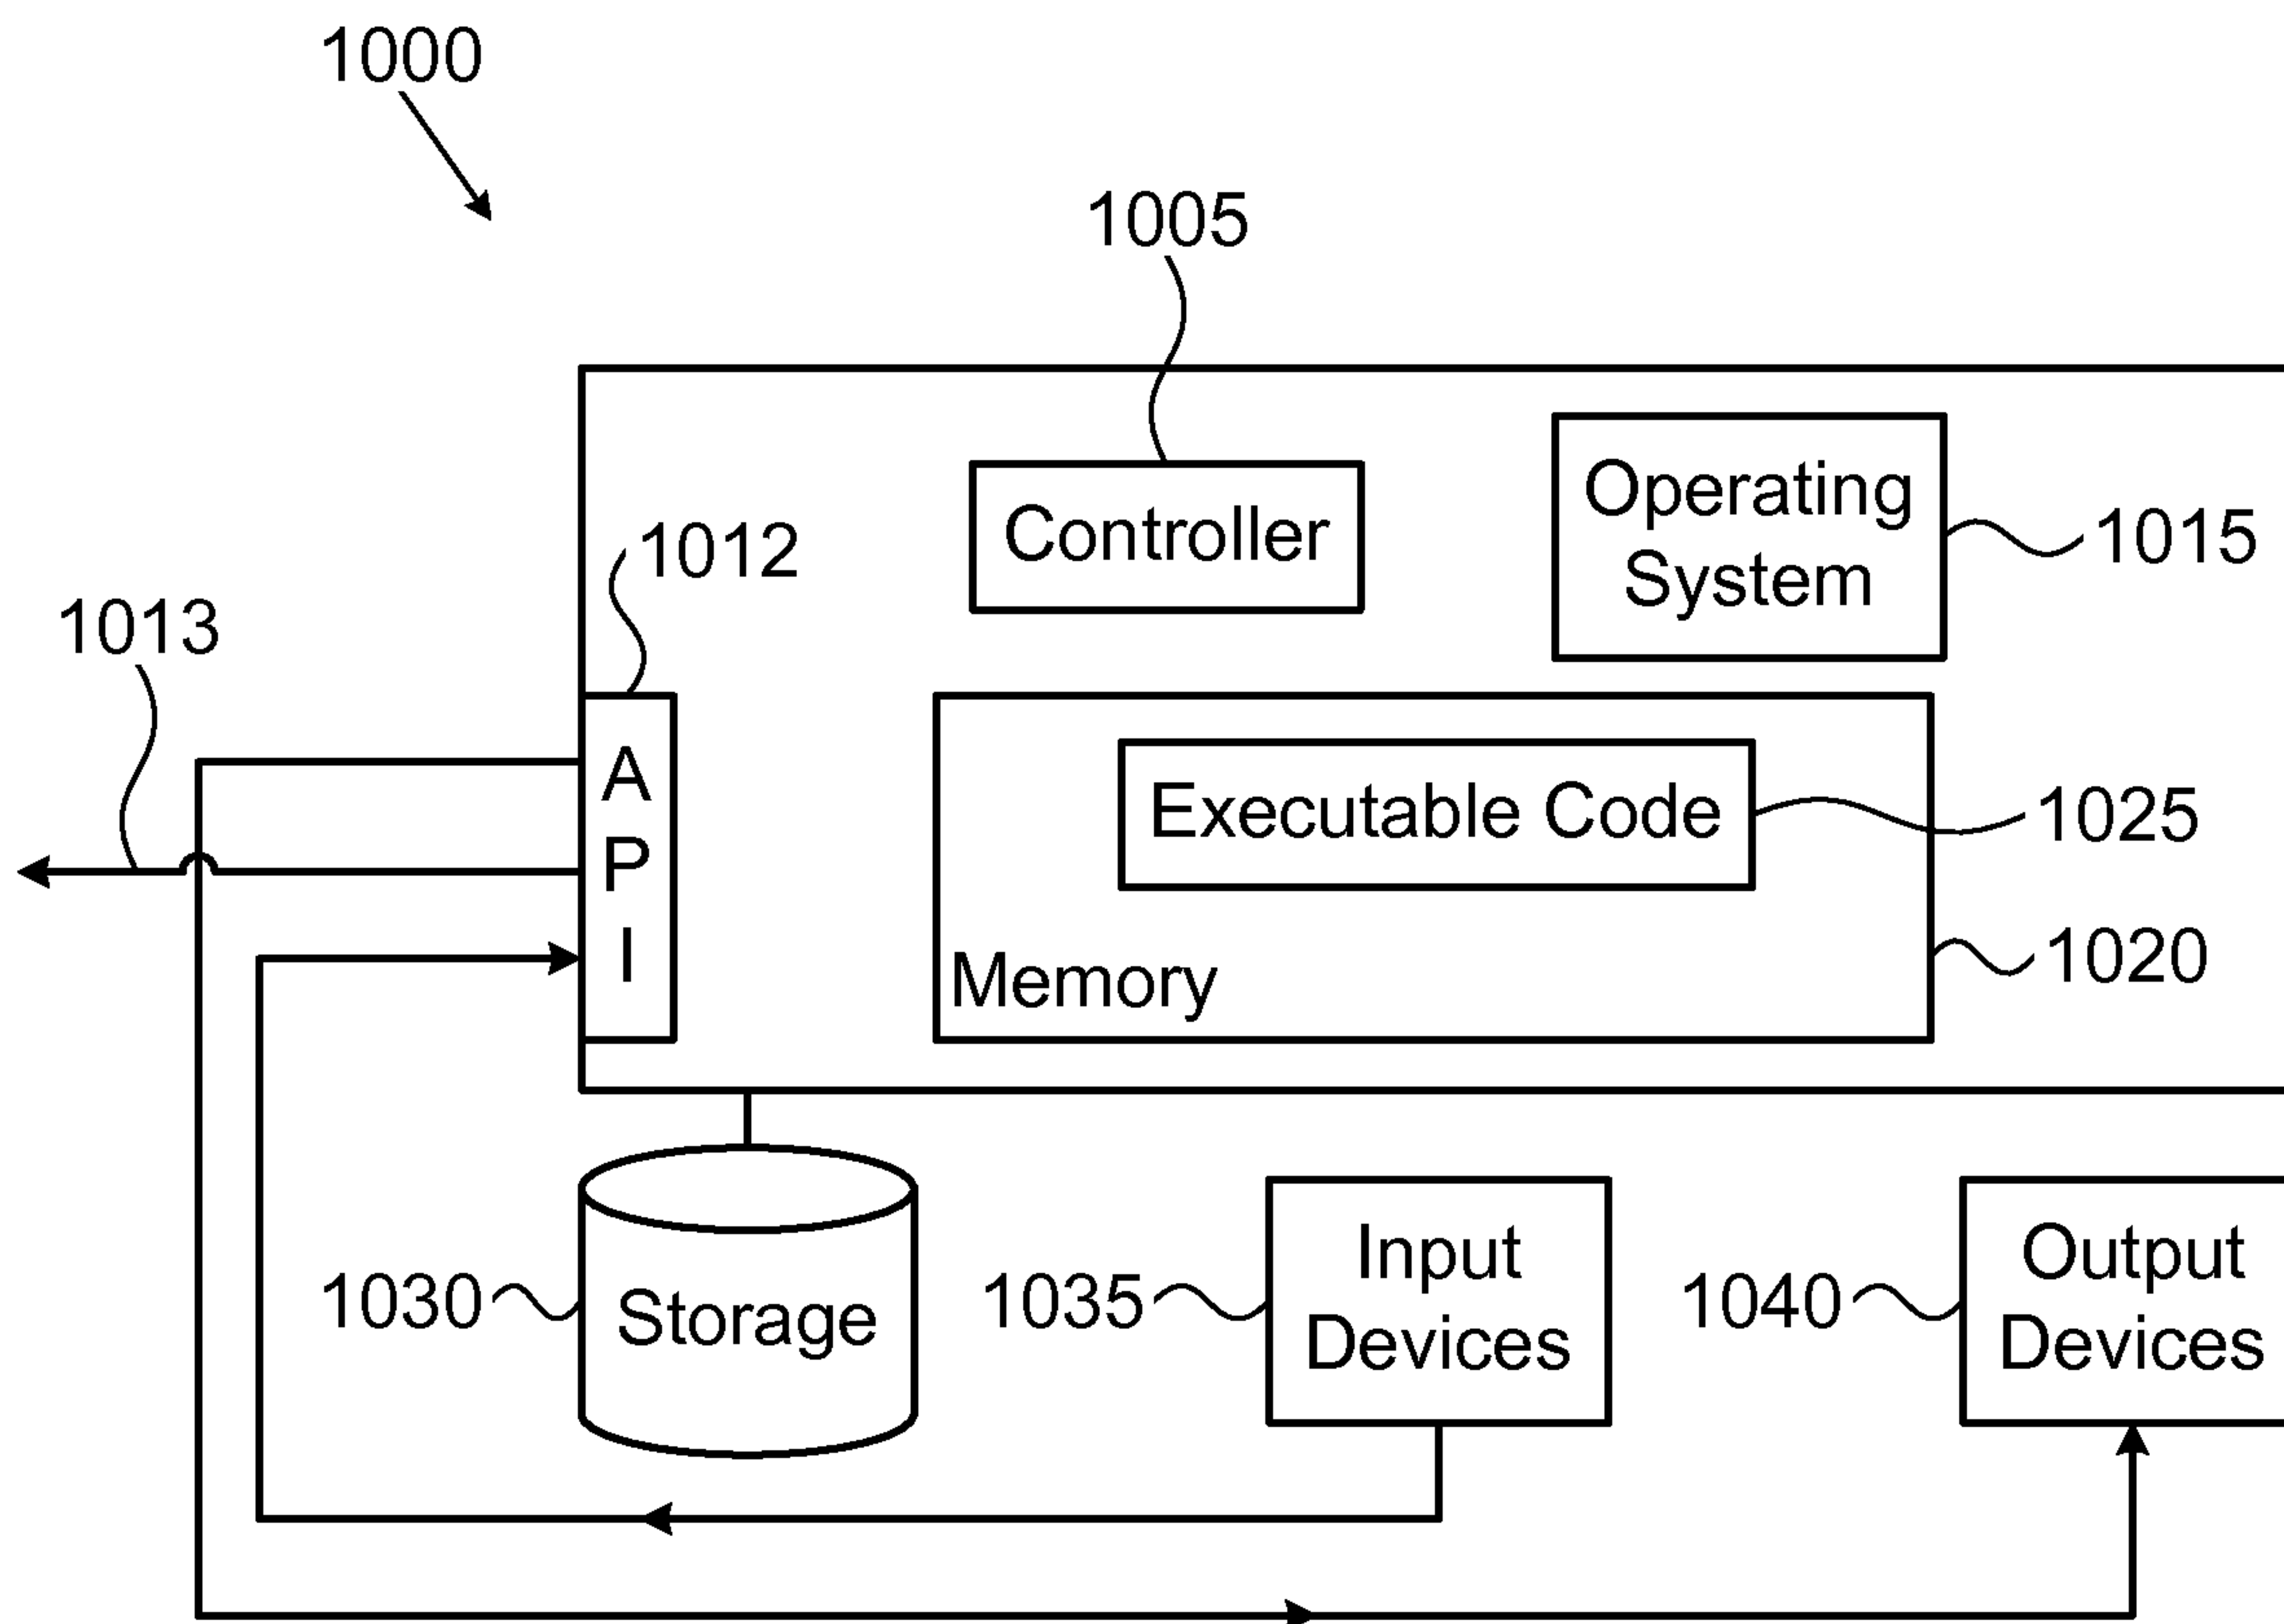 1000
1005
Operating
System
1015
Controller
1012
1013
A
P
I
Executable Code
1025
Memory
1020
1030
Storage
1035
Input
Devices
1040
Output
Devices